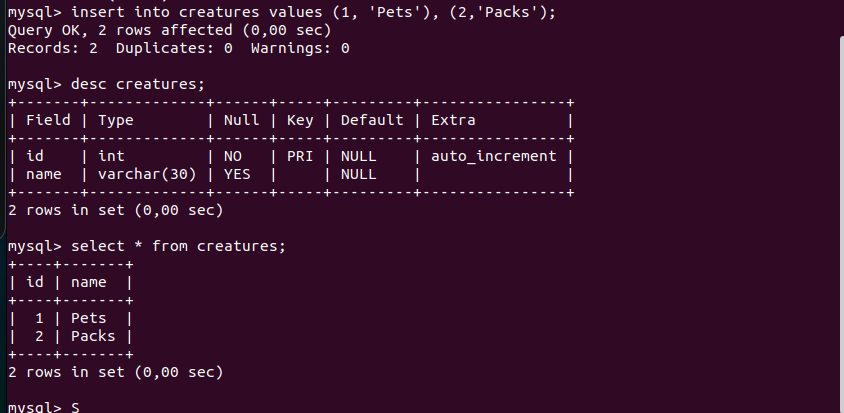 mysql> insert into creatures values (1, 'Pets'), (2,'Packs');
Query OK, 2 rows affected (0,00 sec)
Records: 2  Duplicates: 0  Warnings: 0

mysql> desc creatures;
+-------+-------------+------+-----+---------+----------------+
| Field | Type        | Null | Key | Default | Extra          |
+-------+-------------+------+-----+---------+----------------+
| id    | int         | NO   | PRI | NULL    | auto_increment |
| name  | varchar(30) | YES  |     | NULL    |                |
+-------+-------------+------+-----+---------+----------------+
2 rows in set (0,00 sec)

mysql> select * from creatures;
+----+-------+
| id | name  |
+----+-------+
|  1 | Pets  |
|  2 | Packs |
+----+-------+
2 rows in set (0,00 sec)

mysql> S